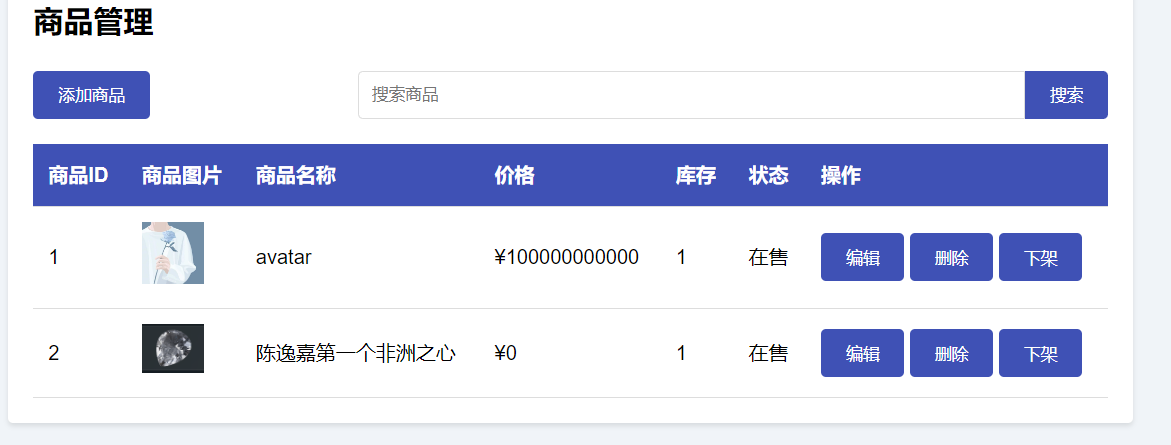 商品管理
添加商品 搜索商品 搜索
商品ID 商品图片 商品名称 价格 库存 状态 操作
1 avatar ¥100000000000 1 在售 编辑 删除 下架
2 陈逸嘉第一个非洲之心 ¥0 1 在售 编辑 删除 下架